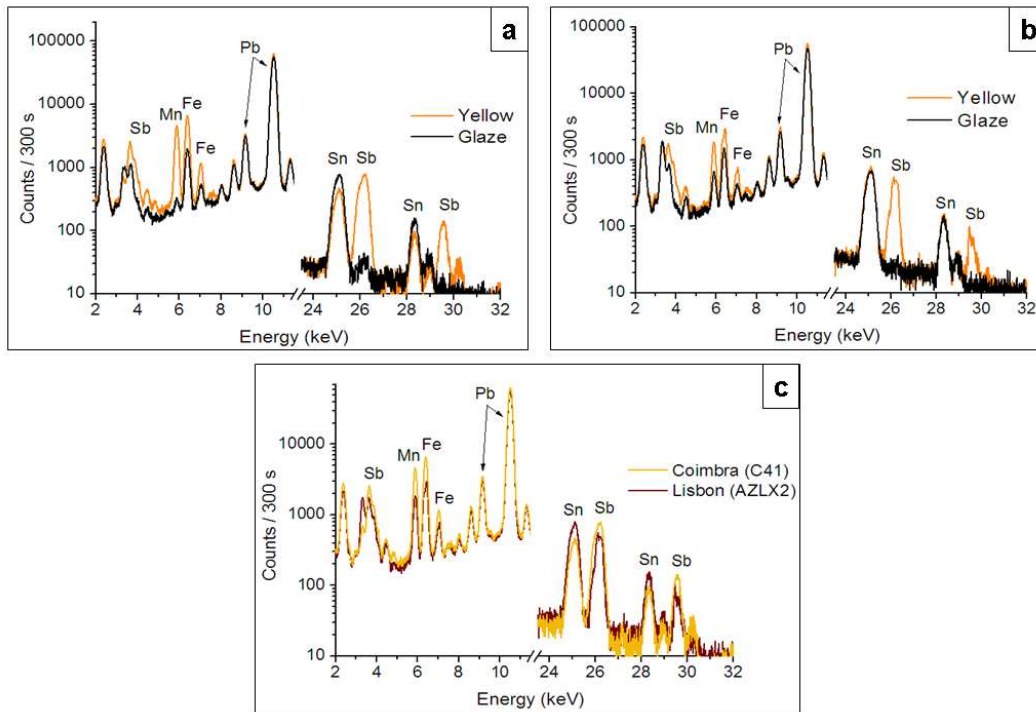 a
100000
10000
1000
100
10
Counts / 300 s
Pb
Fe
Mn
Sb
Fe
Yellow
Glaze
Sn
Sb
Sn
Sb
2 4 6 8 10 24 26 28 30 32
Energy (keV)
b
100000
10000
1000
100
10
Counts / 300 s
Pb
Fe
Mn
Sb
Fe
Yellow
Glaze
Sn
Sb
Sn
Sb
2 4 6 8 10 24 26 28 30 32
Energy (keV)
c
10000
1000
100
10
Counts / 300 s
Pb
Fe
Mn
Sb
Fe
Coimbra (C41)
Lisbon (AZLX2)
Sn
Sb
Sn
Sb
2 4 6 8 10 24 26 28 30 32
Energy (keV)